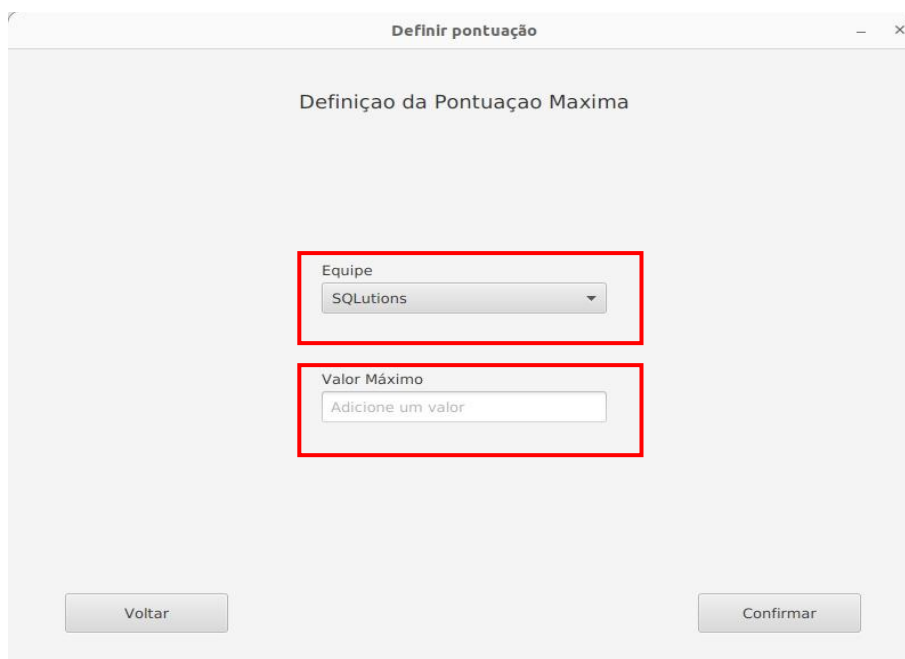 Definir pontuação
Definiçao da Pontuaçao Maxima
Equipe
SQLutions
Valor Máximo
Adicione um valor
Voltar
Confirmar